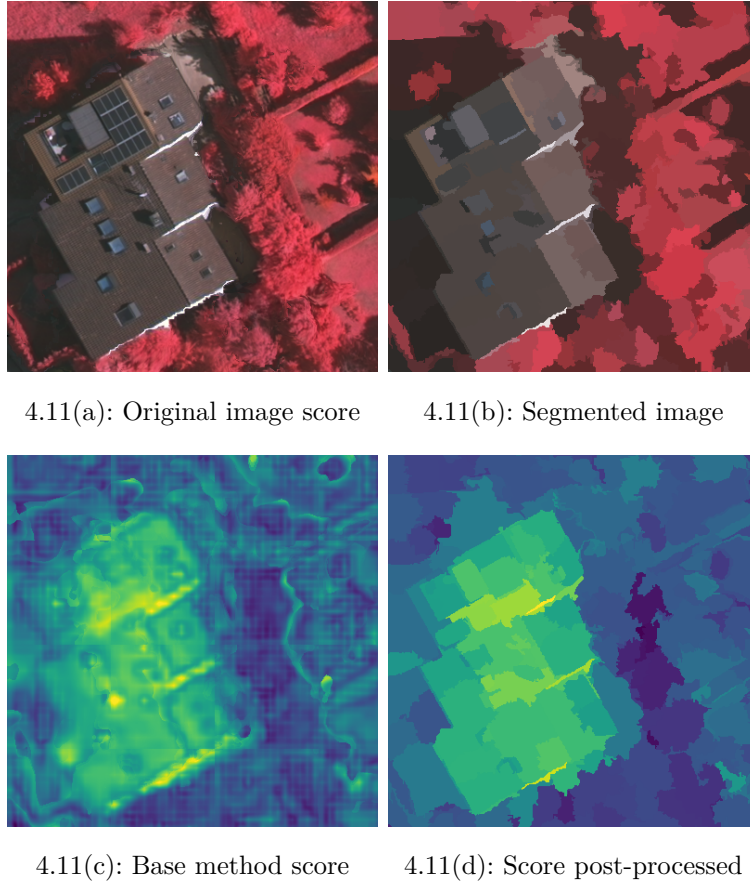 4.11(a): Original image score
4.11(b): Segmented image
4.11(c): Base method score
4.11(d): Score post-processed